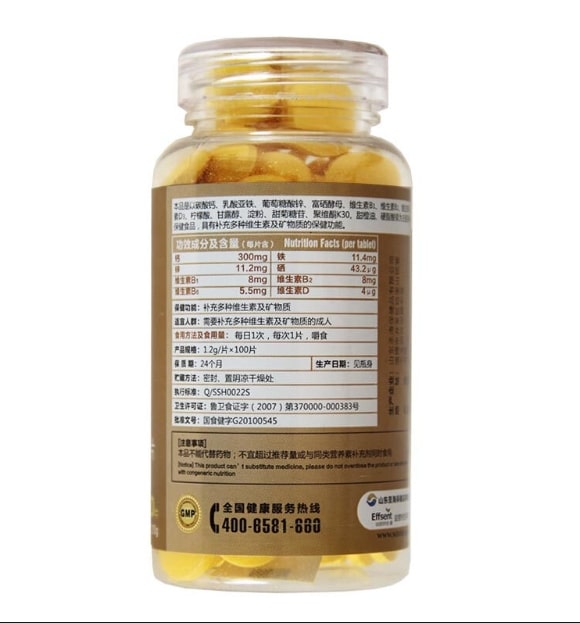 本品是以碳酸钙、乳酸亚铁、葡萄糖酸锌、富硒酵母、维生素B₁、维生素B₂
素D₃、柠檬酸、甘露醇、淀粉、甜菊糖苷、聚维酮K30、甜橙油、
保健食品，具有补充多种维生素及矿物质的保健功能。
功效成分及含量（每片含） Nutrition Facts (per tablet)
钙 300mg 铁 11.4mg
锌 11.2mg 硒 43.2μg
维生素B₁ 8mg 维生素B₂ 8mg
维生素B₆ 5.5mg 维生素D 4μg
保健功能：补充多种维生素及矿物质
适宜人群：需要补充多种维生素及矿物质的成人
食用方法及食用量：每日1次，每次1片，嚼食
产品规格：1.2g/片×100片
保质期：24个月 生产日期：见瓶身
贮藏方法：密封、置阴凉干燥处
执行标准：Q/SSH0022S
卫生许可证：鲁卫食证字（2007）第370000-000383号
批准文号：国食健字G20100545
[注意事项]
本品不能代替药物；不宜超过推荐量或与同类营养素补充剂同时食用
[Notice] This product can't substitute medicine, please do not overdose the product or
with congeneric nutrition
GMP
全国健康服务热线
400-6581-660
Effsent